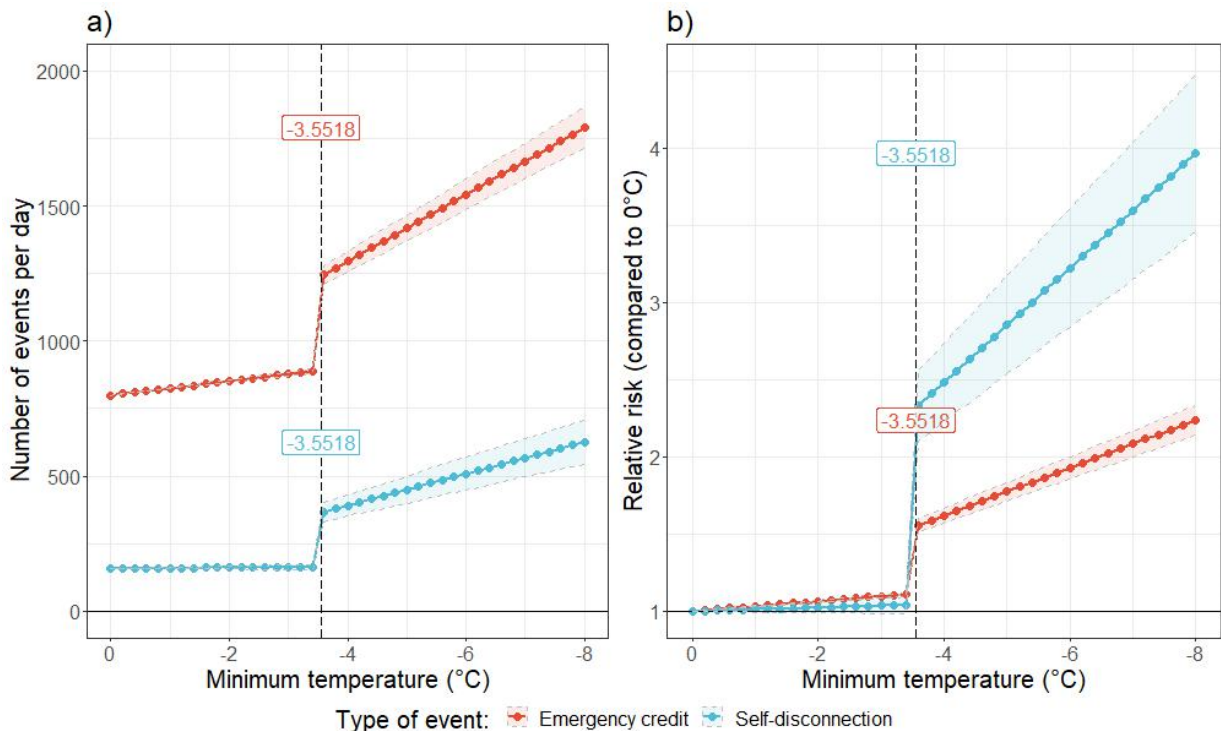 a)
Number of events per day
2000
1500
1000
500
0
-3.5518
-3.5518
0 -2 -4 -6 -8
Minimum temperature (°C)
b)
Relative risk (compared to 0°C)
4
3
2
1
-3.5518
-3.5518
0 -2 -4 -6 -8
Minimum temperature (°C)
Type of event: Emergency credit Self-disconnection